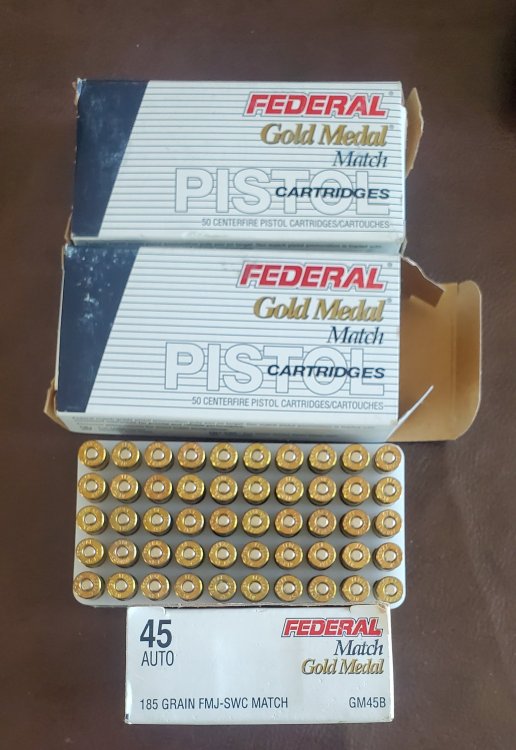 FEDERAL®
Gold Medal®
Match
PISTOL
CARTRIDGES
50 CENTERFIRE PISTOL CARTRIDGES/CARTOUCHES
FEDERAL®
Gold Medal®
Match
PISTOL
CARTRIDGES
50 CENTERFIRE PISTOL CARTRIDGES/CARTOUCHES
45
AUTO
FEDERAL®
Match
Gold Medal
185 GRAIN FMJ-SWC MATCH
GM45B